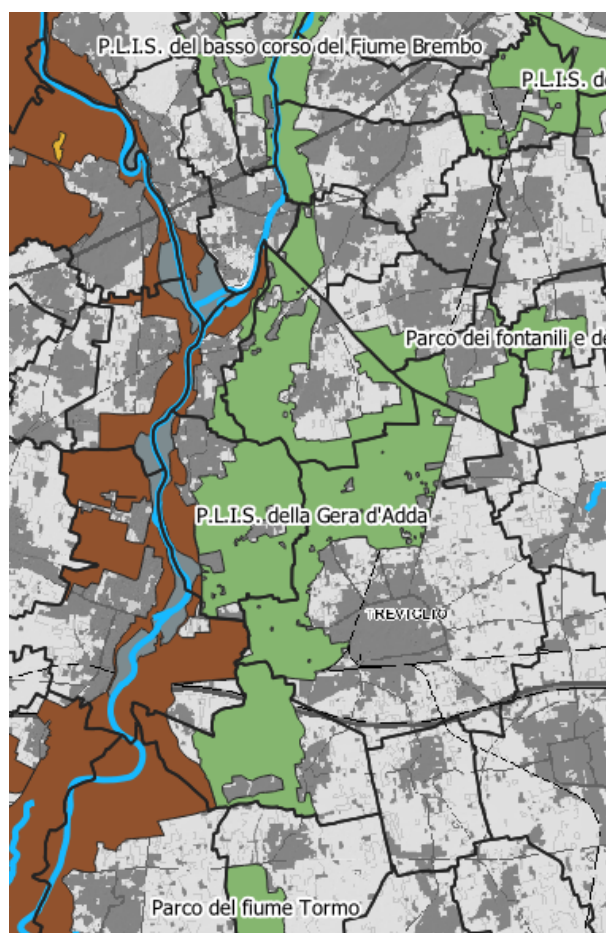 P.L.I.S. del basso corso del Fiume Brembo
P.L.I.S. de
Parco dei fontanili e de
P.L.I.S. della Gera d'Adda
TREVIGLIO
Parco del fiume Tormo